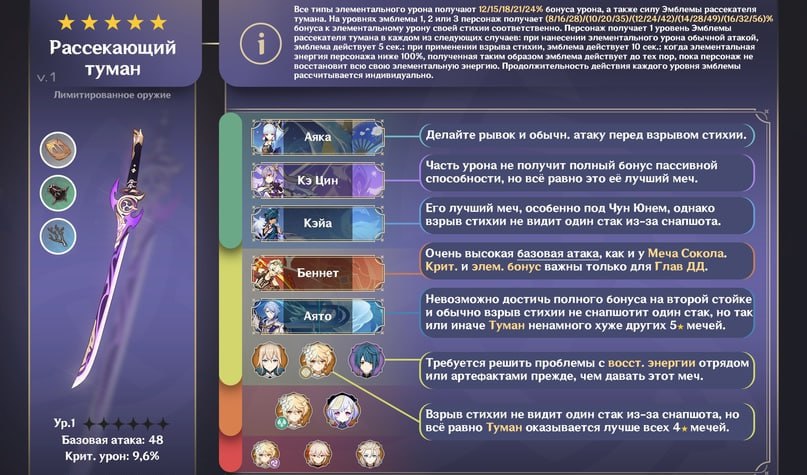 Рассекающий
туман
v.1
Лимитированное оружие
Все типы элементального урона получают 12/15/18/21/24% бонуса урона, а также силу Эмблемы рассекателя
тумана. На уровнях эмблемы 1, 2 или 3 персонаж получает (8/16/28)/(10/20/35)/(12/24/42)/(14/28/49)/(16/32/56)%
бонуса к элементальному урону своей стихии соответственно. Персонаж получает 1 уровень Эмблемы
рассекателя тумана в каждом из следующих случаев: при нанесении элементального урона обычной атакой,
эмблема действует 5 сек.; при применении взрыва стихии, эмблема действует 10 сек.; когда элементальная
энергия персонажа ниже 100%, полученная таким образом эмблема действует до тех пор, пока персонаж не
восстановит всю свою элементальную энергию. Продолжительность действия каждого уровня эмблемы
рассчитывается индивидуально.
Аяка
Делайте рывок и обычн. атаку перед взрывом стихии.
Кэ Цин
Часть урона не получит полный бонус пассивной
способности, но всё равно это её лучший меч.
Кэйа
Его лучший меч, особенно под Чун Юнем, однако
взрыв стихии не видит один стак из-за снапшота.
Беннет
Очень высокая базовая атака, как и у Меча Сокола.
Крит. и элем. бонус важны только для Глав ДД.
Аято
Невозможно достичь полного бонуса на второй стойке
и обычно взрыв стихии не снапшотит один стак, но так
или иначе Туман ненамного хуже других 5★ мечей.
Требуется решить проблемы с восст. энергии отрядом
или артефактами прежде, чем давать этот меч.
Взрыв стихии не видит один стак из-за снапшота, но
всё равно Туман оказывается лучше всех 4★ мечей.
Ур.1
Базовая атака: 48
Крит. урон: 9,6%